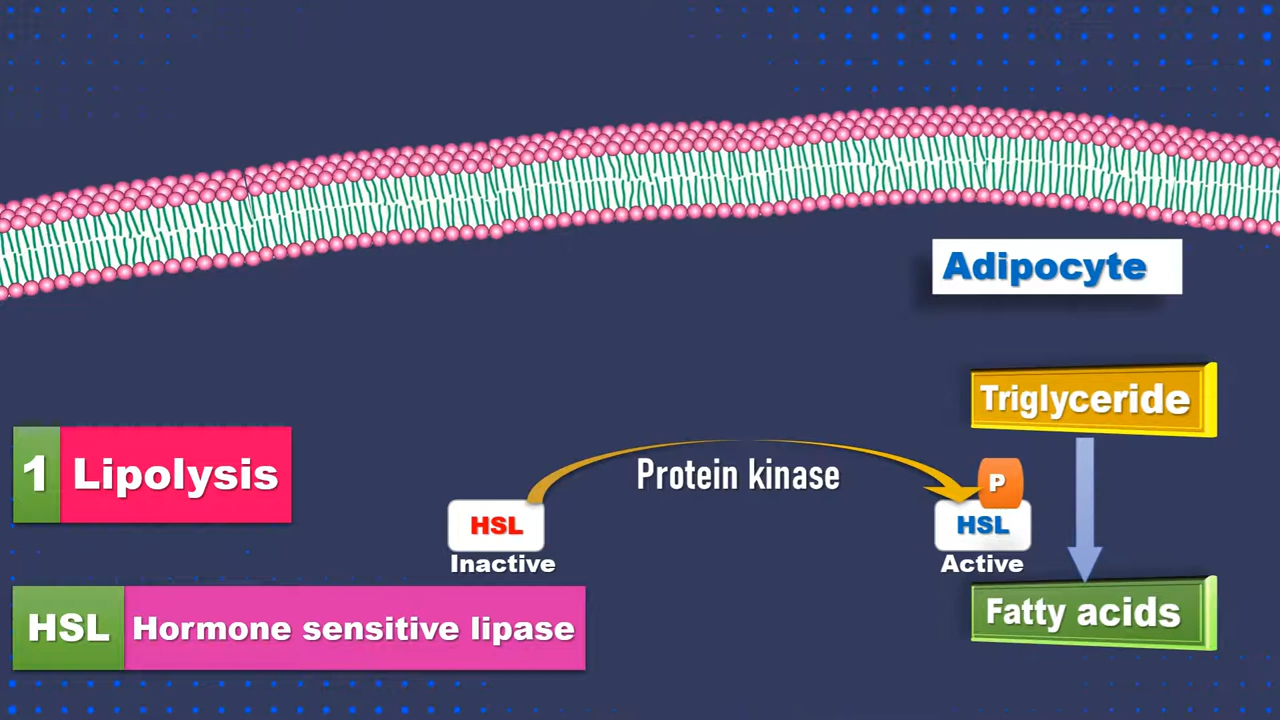 Adipocyte
Triglyceride
1 Lipolysis
Protein kinase
P
HSL
HSL
Inactive
Active
HSL Hormone sensitive lipase
Fatty acids